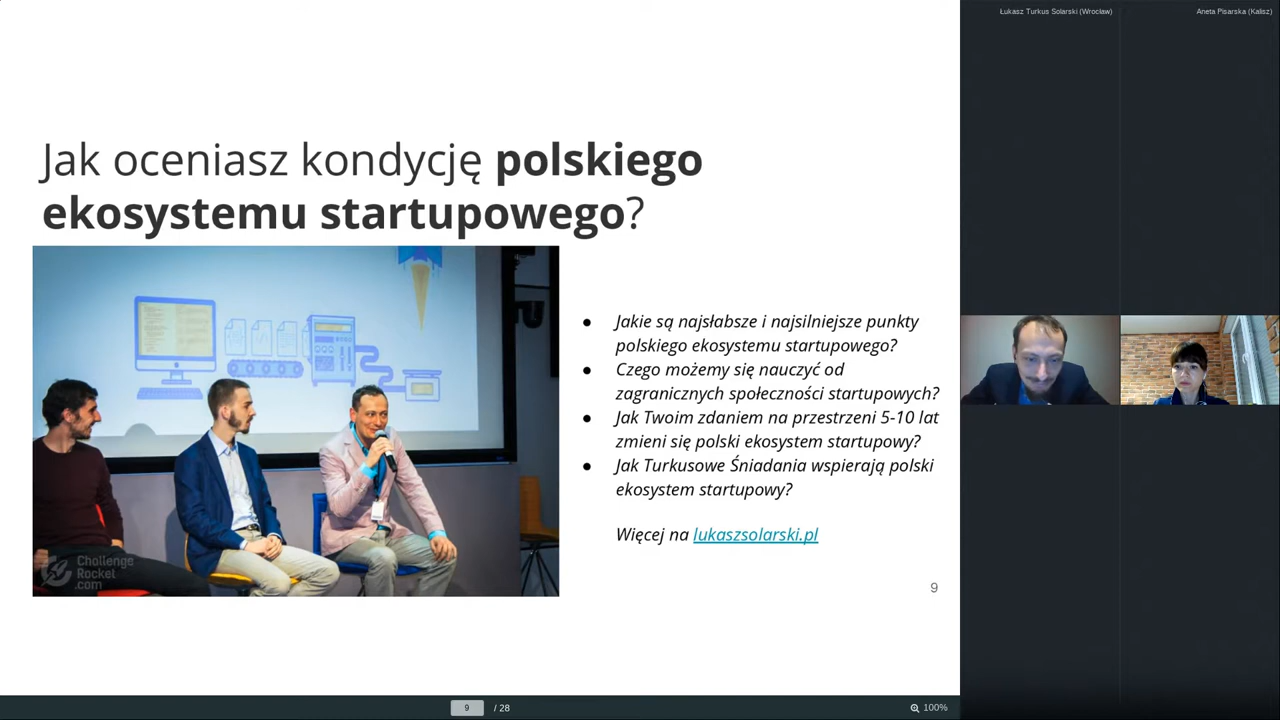 Łukasz Turkus Solarski (Wrocław)
Aneta Pisarska (Kalisz)
Jak oceniasz kondycję polskiego
ekosystemu startupowego?
● Jakie są najsłabsze i najsilniejsze punkty
polskiego ekosystemu startupowego?
● Czego możemy się nauczyć od
zagranicznych społeczności startupowych?
● Jak Twoim zdaniem na przestrzeni 5-10 lat
zmieni się polski ekosystem startupowy?
● Jak Turkusowe Śniadania wspierają polski
ekosystem startupowy?
Więcej na lukaszsolarski.pl
Challenge
Rocket
.com
9
9 / 28
100%